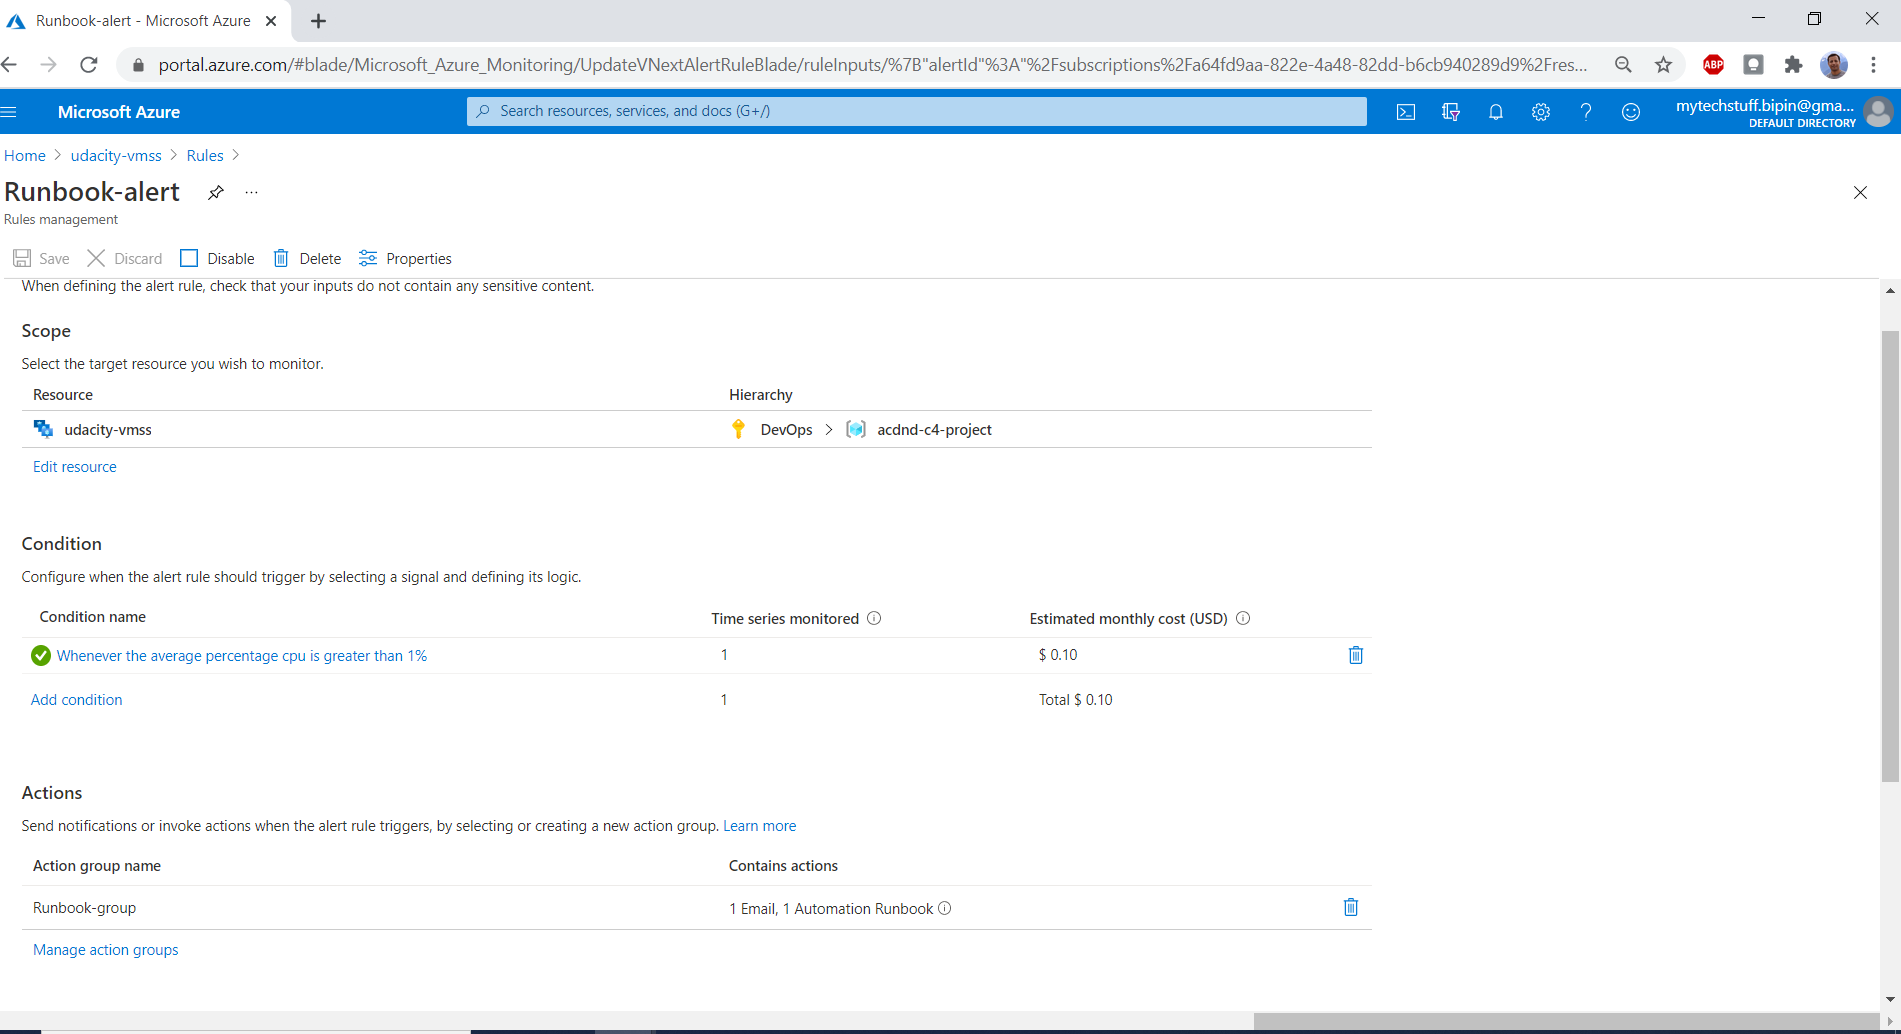 Runbook-alert - Microsoft Azure
portal.azure.com/#blade/Microsoft_Azure_Monitoring/UpdateVNextAlertRuleBlade/ruleInputs/%7B"alertId"%3A"%2Fsubscriptions%2Fa64fd9aa-822e-4a48-82dd-b6cb940289d9%2Fres...
ABP
Microsoft Azure
Search resources, services, and docs (G+/)
mytechstuff.bipin@gma...
DEFAULT DIRECTORY
Home > udacity-vmss > Rules >
Runbook-alert ...
Rules management
Save Discard Disable Delete Properties
When defining the alert rule, check that your inputs do not contain any sensitive content.
Scope
Select the target resource you wish to monitor.
Resource Hierarchy
udacity-vmss DevOps > acdnd-c4-project
Edit resource
Condition
Configure when the alert rule should trigger by selecting a signal and defining its logic.
Condition name Time series monitored Estimated monthly cost (USD)
Whenever the average percentage cpu is greater than 1% 1 $ 0.10
Add condition 1 Total $ 0.10
Actions
Send notifications or invoke actions when the alert rule triggers, by selecting or creating a new action group. Learn more
Action group name Contains actions
Runbook-group 1 Email, 1 Automation Runbook
Manage action groups